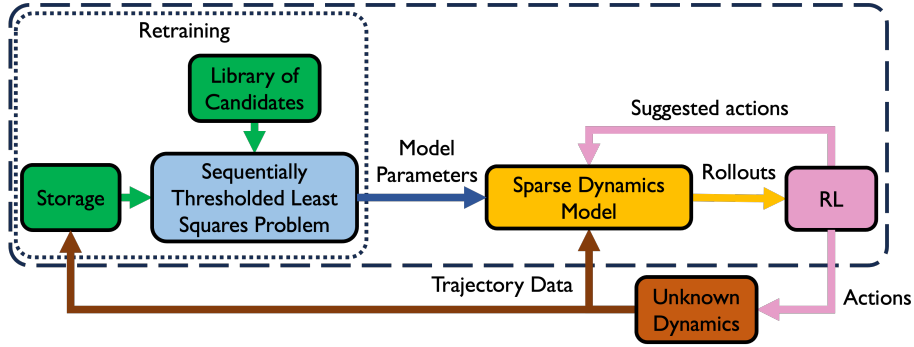 Retraining
Library of
Candidates
Suggested actions
Model
Parameters
Sequentially
Thresholded Least
Squares Problem
Storage
Sparse Dynamics
Model
Rollouts
RL
Trajectory Data
Unknown
Dynamics
Actions